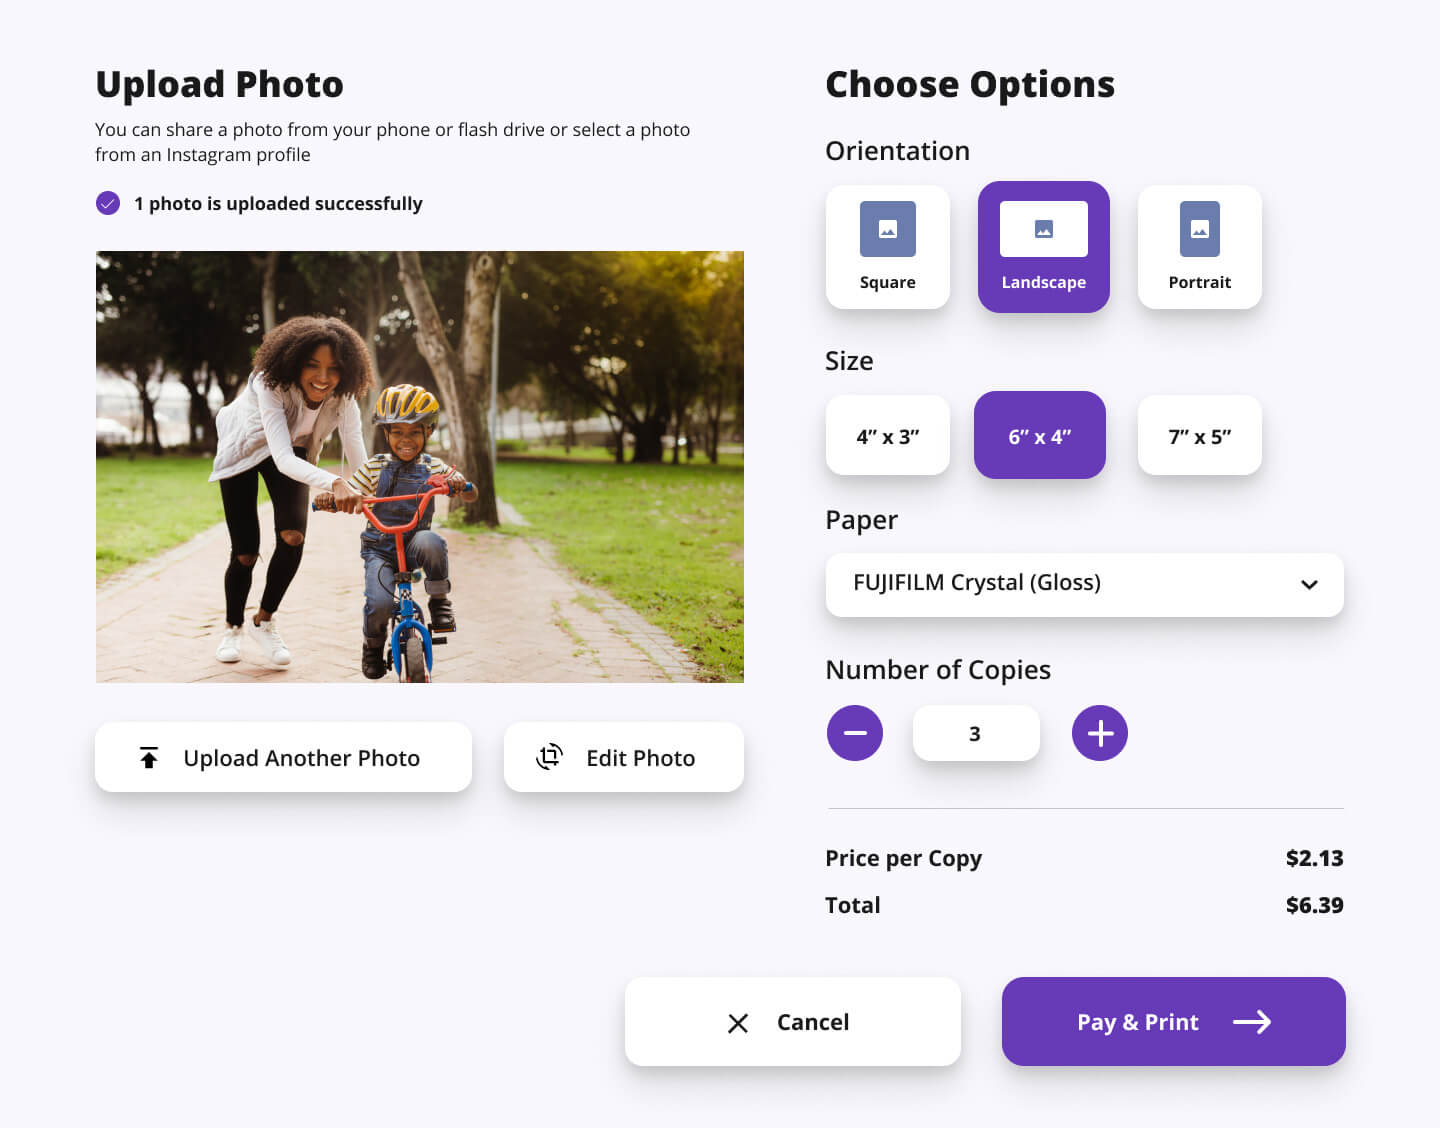 Upload Photo
You can share a photo from your phone or flash drive or select a photo
from an Instagram profile
1 photo is uploaded successfully
Upload Another Photo
Edit Photo
Choose Options
Orientation
Square
Landscape
Portrait
Size
4” x 3”
6” x 4”
7” x 5”
Paper
FUJIFILM Crystal (Gloss)
Number of Copies
3
Price per Copy
$2.13
Total
$6.39
Cancel
Pay & Print